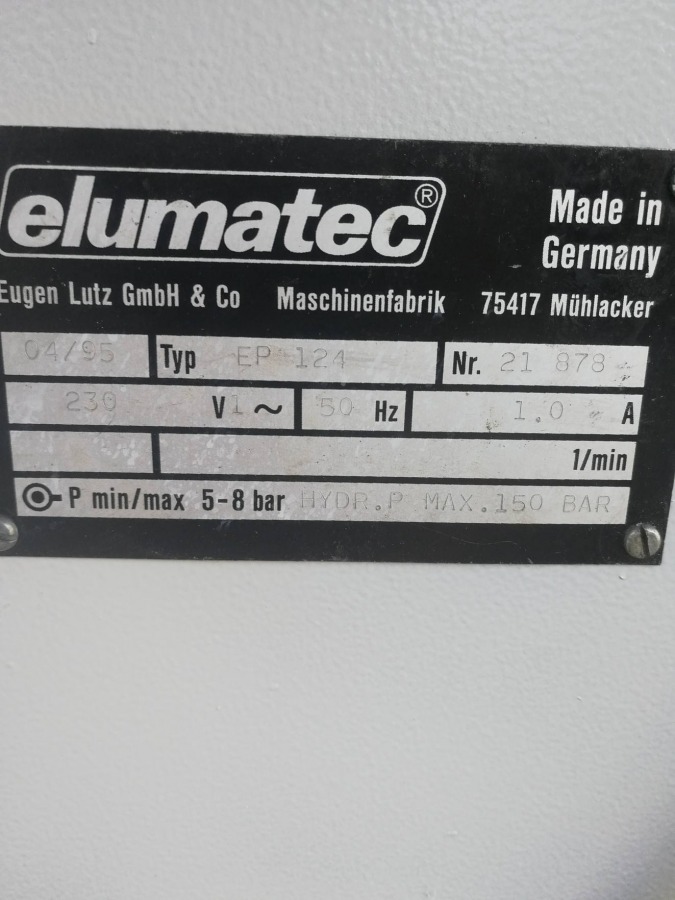 elumatec®
Made in
Germany
Eugen Lutz GmbH & Co Maschinenfabrik 75417 Mühlacker
04/95 Typ EP 124 Nr. 21 878
230 V 1~ 50 Hz 1.0 A
1/min
P min/max 5-8 bar HYDR.P MAX.150 BAR